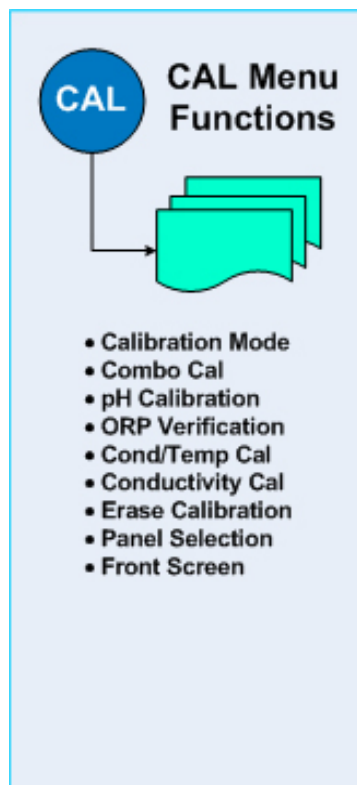 CAL
CAL Menu
Functions
• Calibration Mode
• Combo Cal
• pH Calibration
• ORP Verification
• Cond/Temp Cal
• Conductivity Cal
• Erase Calibration
• Panel Selection
• Front Screen